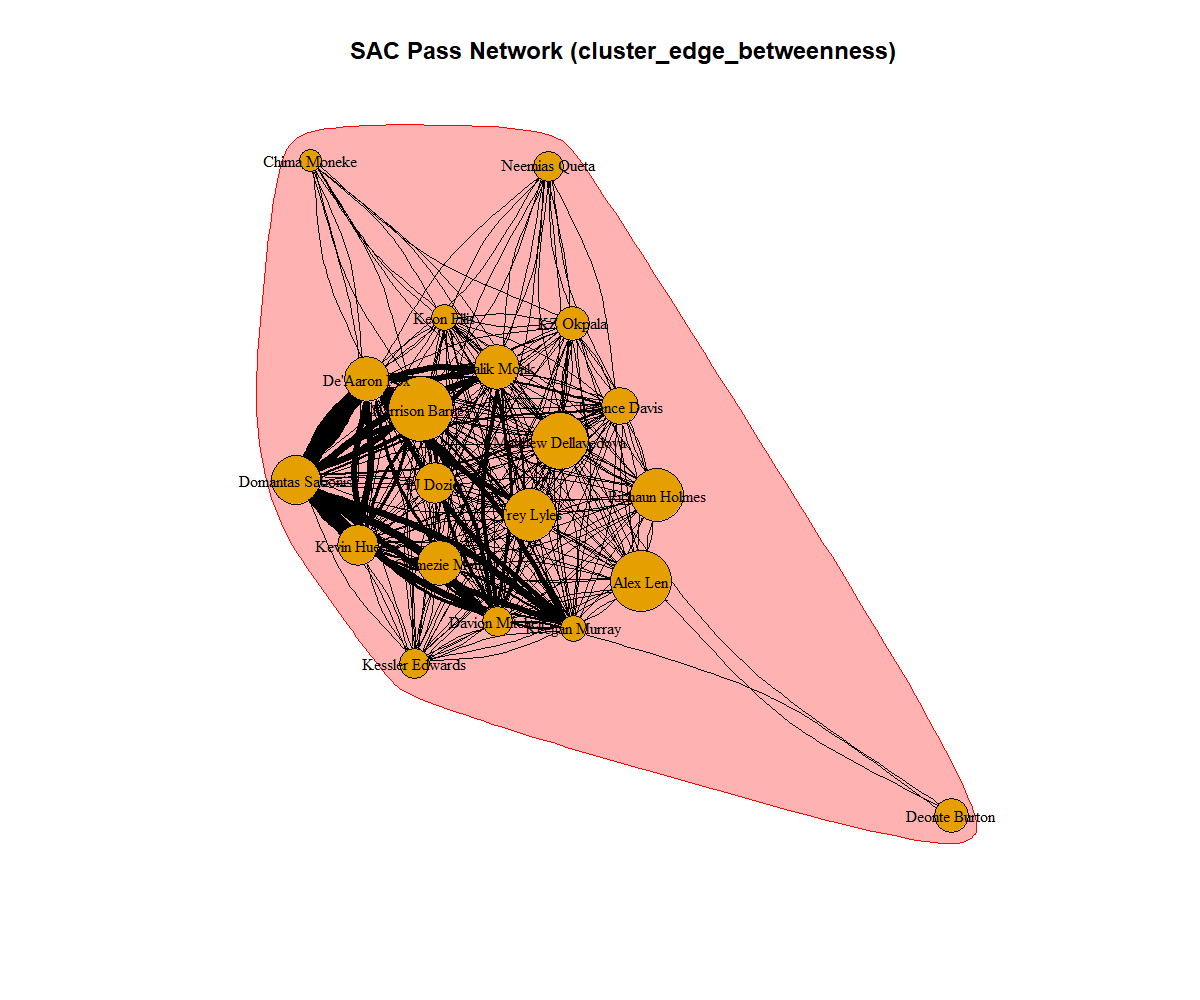 SAC Pass Network (cluster_edge_betweenness)
Chima Moneke
Neemias Queta
Keon Ellis
KZ Okpala
Malik Monk
De'Aaron Fox
Terence Davis
Harrison Barnes
Matthew Dellavedova
Domantas Sabonis
PJ Dozier
Richaun Holmes
Trey Lyles
Kevin Huerter
Chimezie Metu
Alex Len
Davion Mitchell
Keegan Murray
Kessler Edwards
Deonte Burton